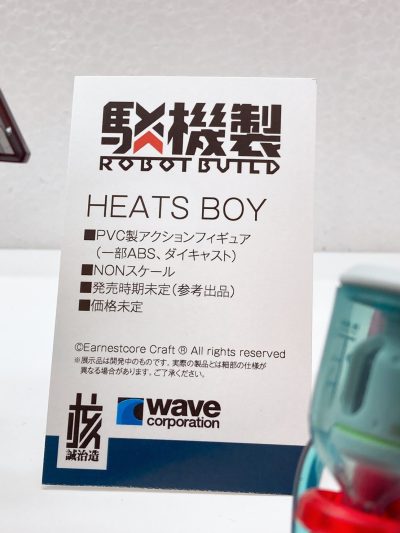 駁機製
ROBOT BUILD
HEATS BOY
■PVC製アクションフィギュア
(一部ABS、ダイキャスト)
■NONスケール
■発売時期未定(参考出品)
■価格未定
©Earnestcore Craft ® All rights reserved
※展示品は開発中のものです。実際の製品とは細部の仕様が
異なる場合があります。ご了承ください。
核
誠治造
wave
corporation